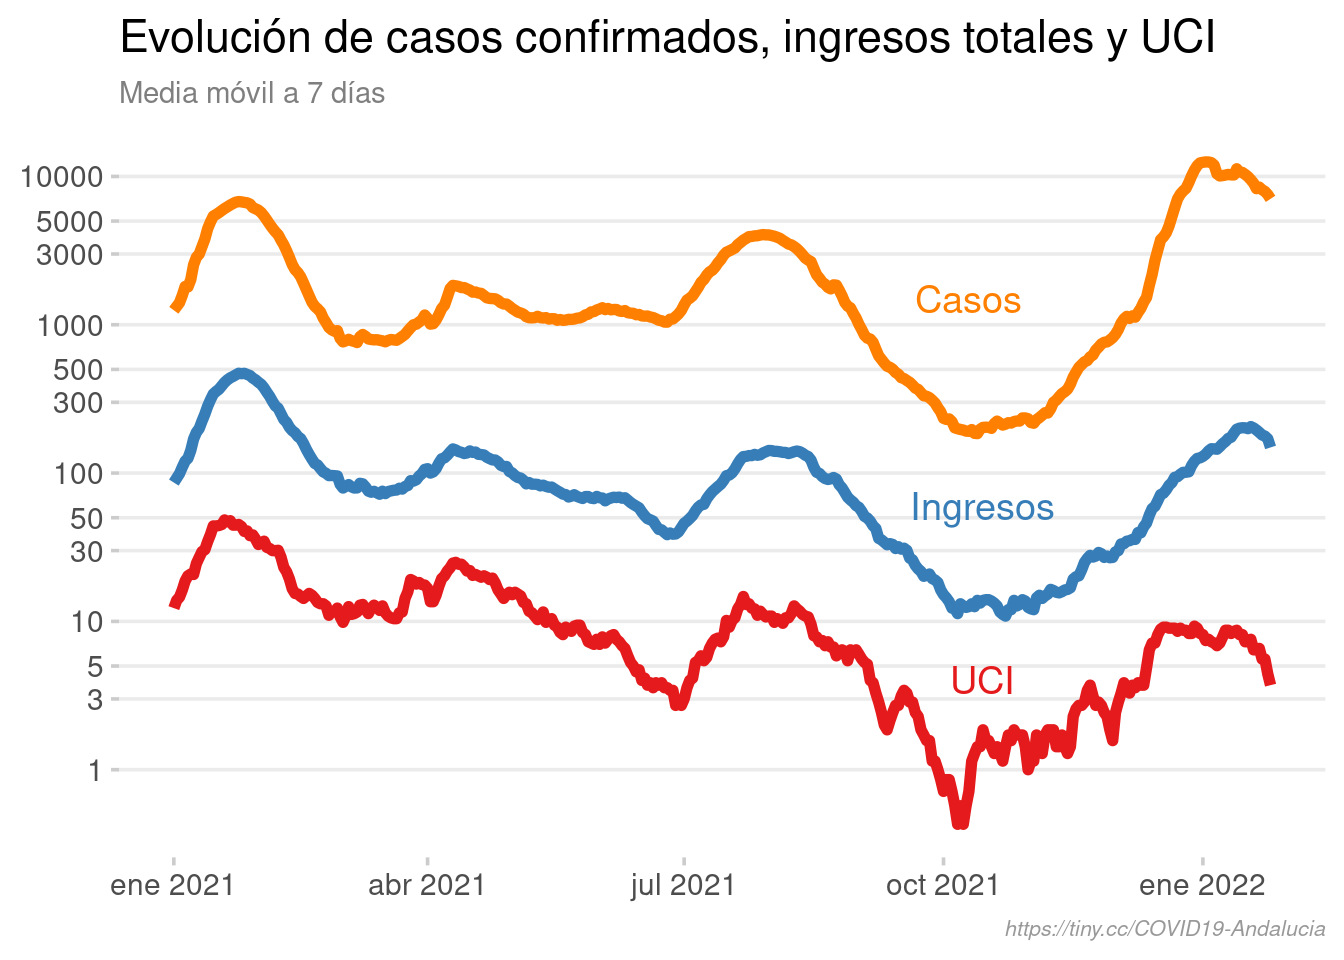 Evolución de casos confirmados, ingresos totales y UCI
Media móvil a 7 días
10000
5000
3000
1000
500
300
100
50
30
10
5
3
1
Casos
Ingresos
UCI
ene 2021 abr 2021 jul 2021 oct 2021 ene 2022
https://tiny.cc/COVID19-Andalucia